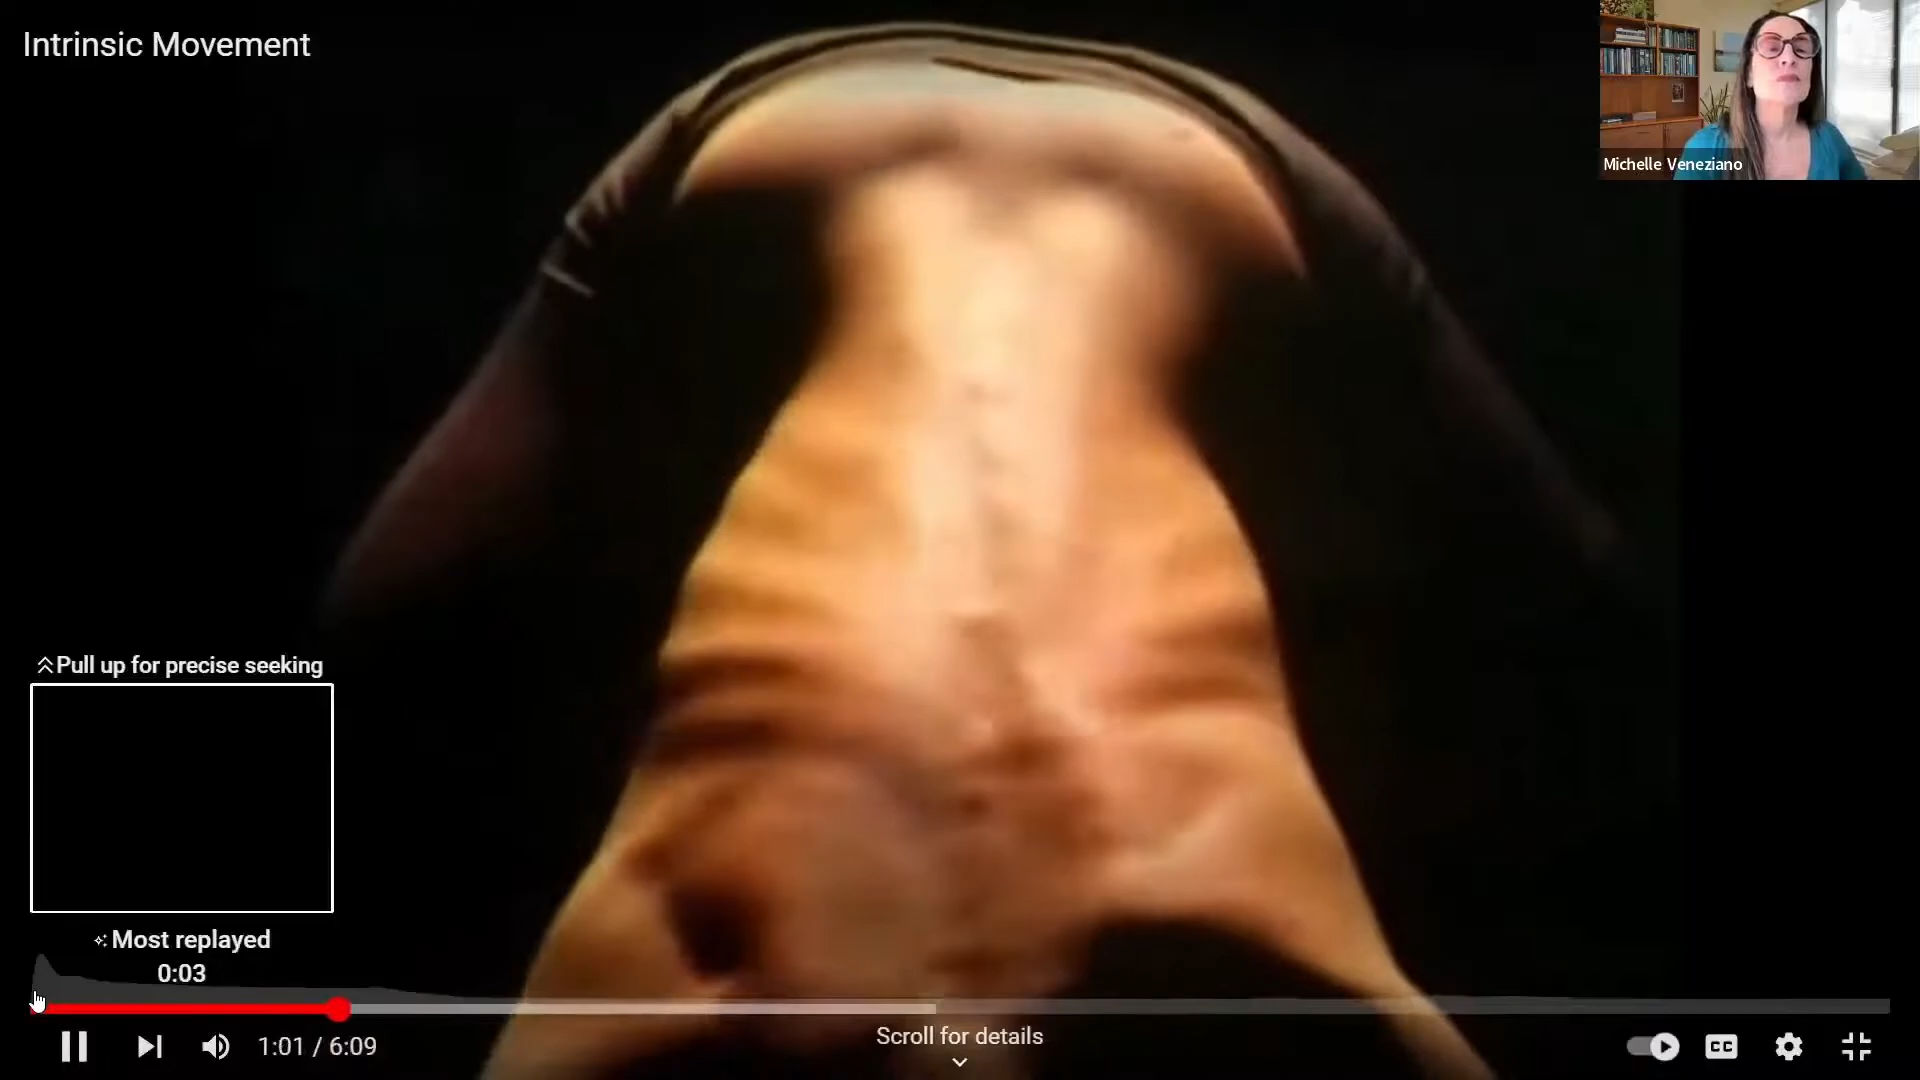 Intrinsic Movement
Michelle Veneziano
Pull up for precise seeking
Most replayed
0:03
1:01 / 6:09
Scroll for details
CC